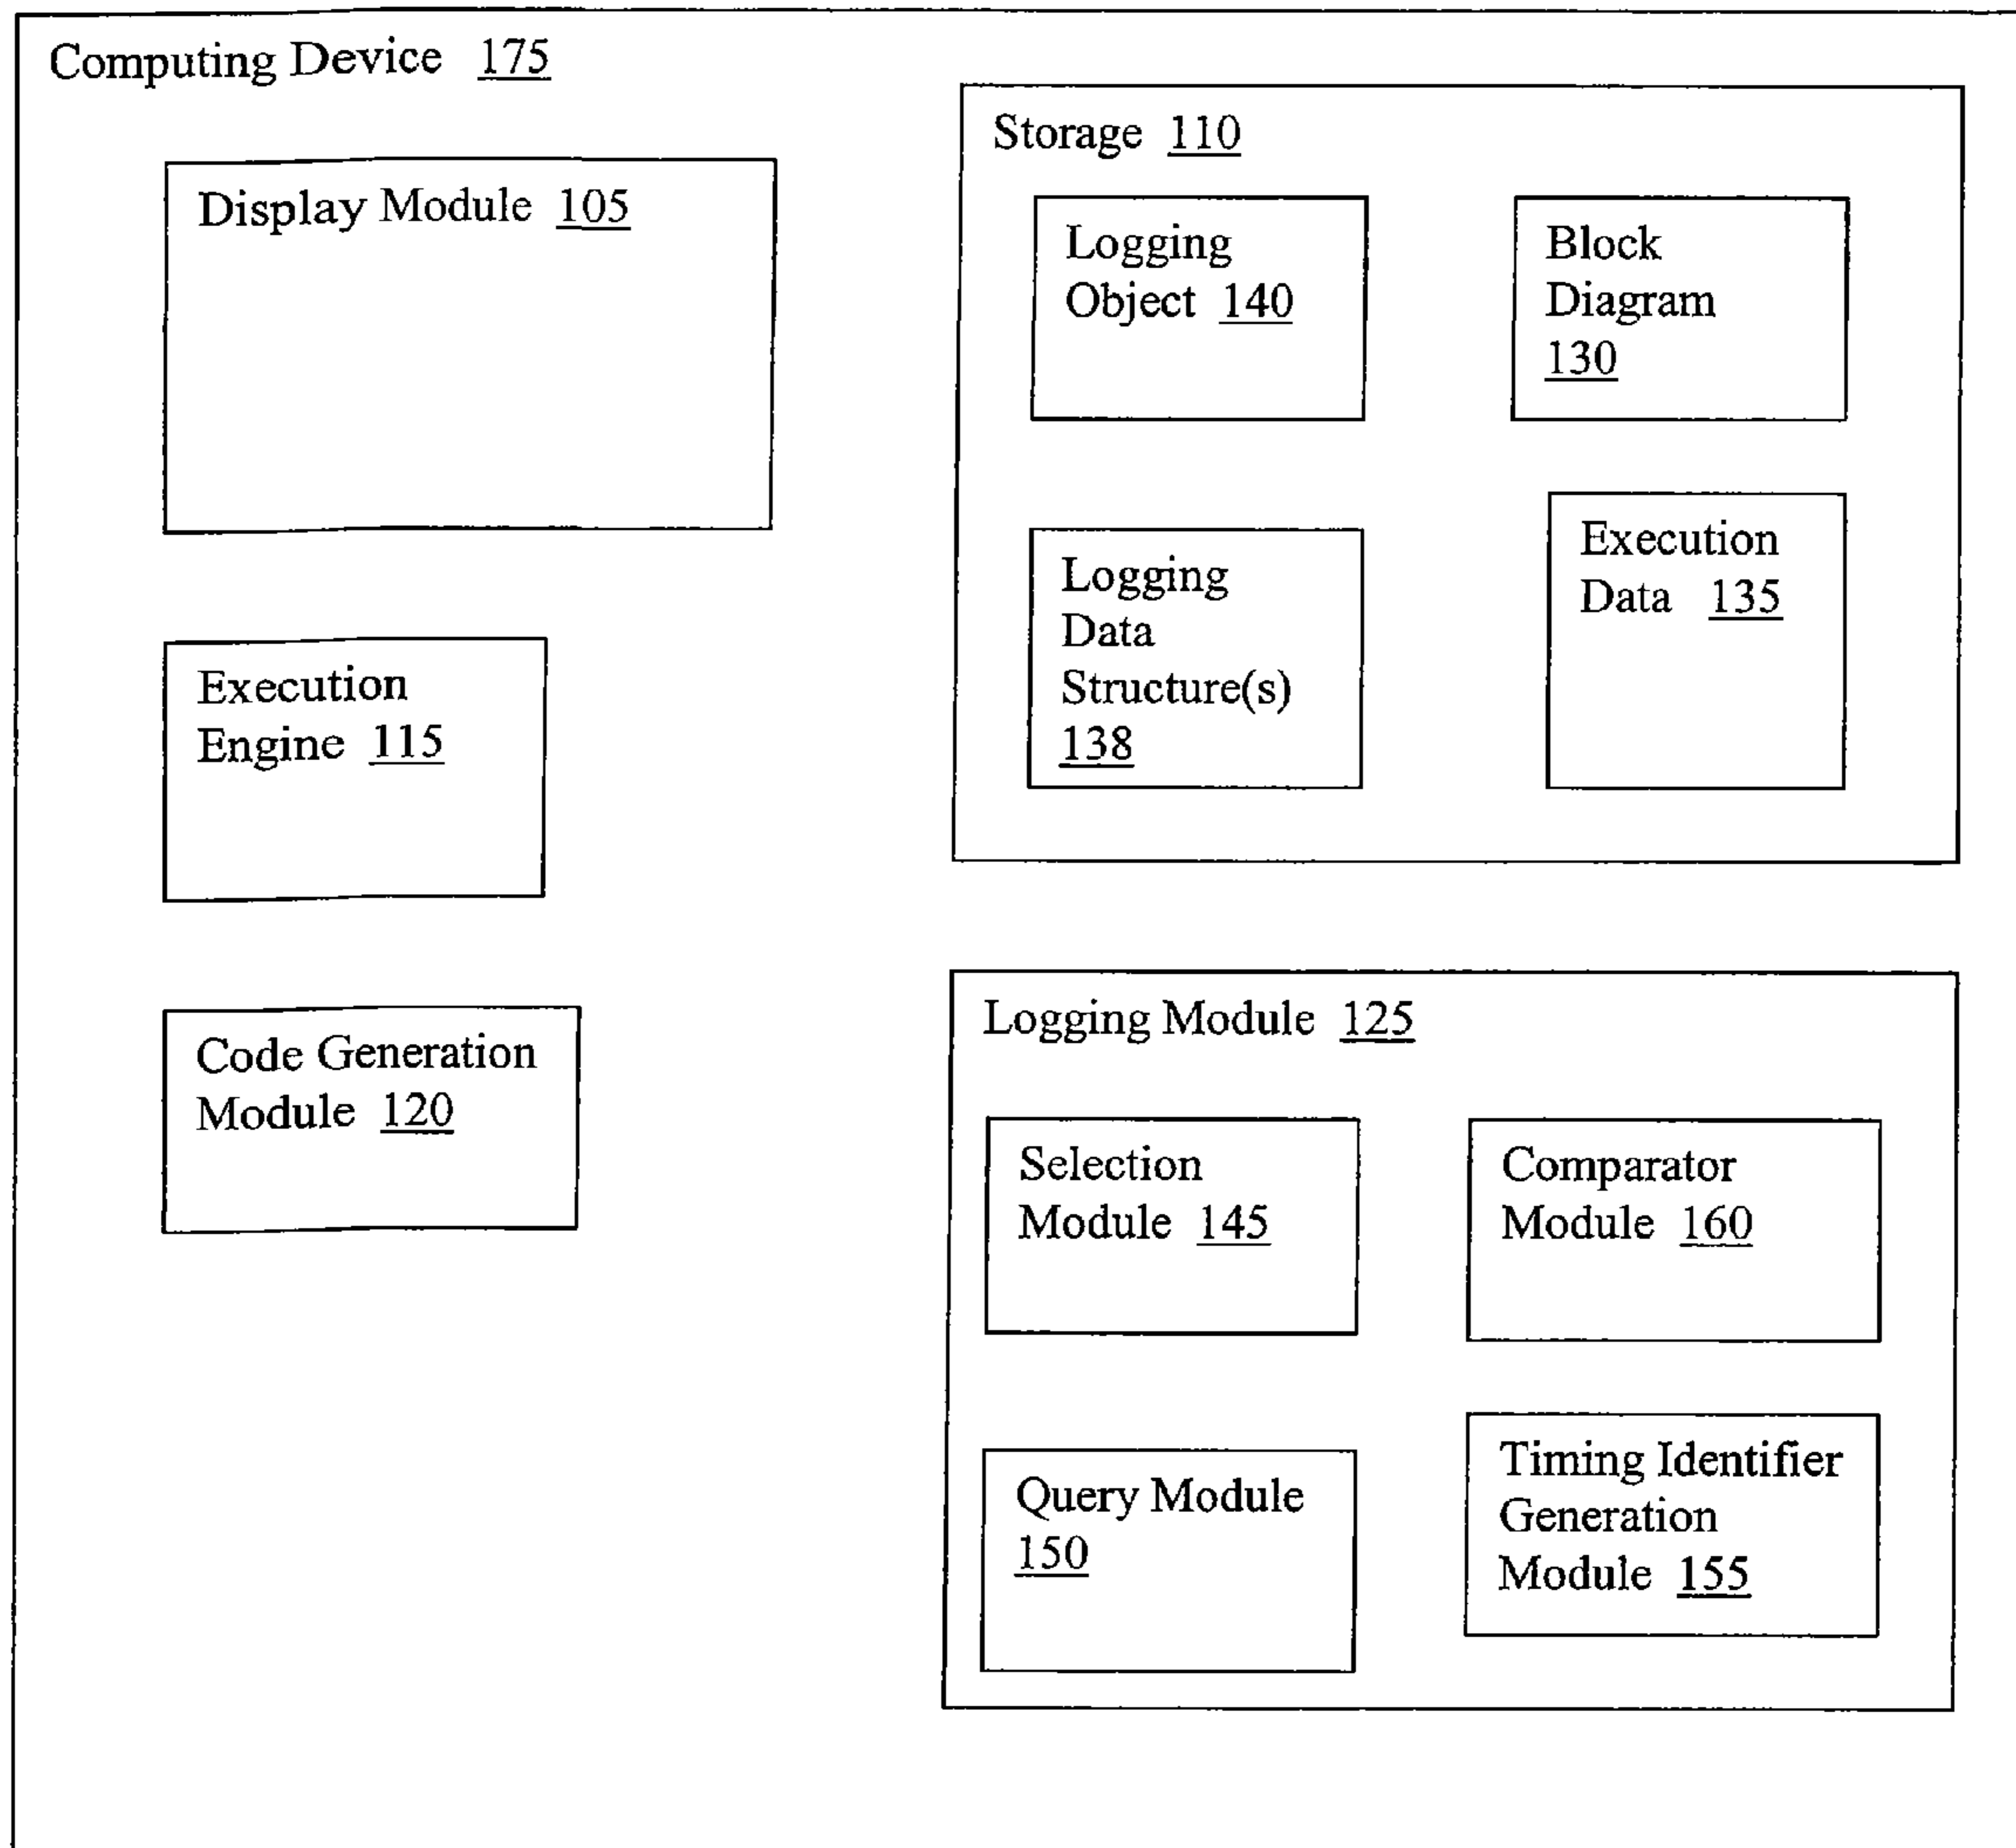 Computing Device 175
Display Module 105
Execution
Engine 115
Code Generation
Module 120
Storage 110
Logging
Object 140
Block
Diagram
130
Logging
Data
Structure(s)
138
Execution
Data 135
Logging Module 125
Selection
Module 145
Comparator
Module 160
Query Module
150
Timing Identifier
Generation
Module 155